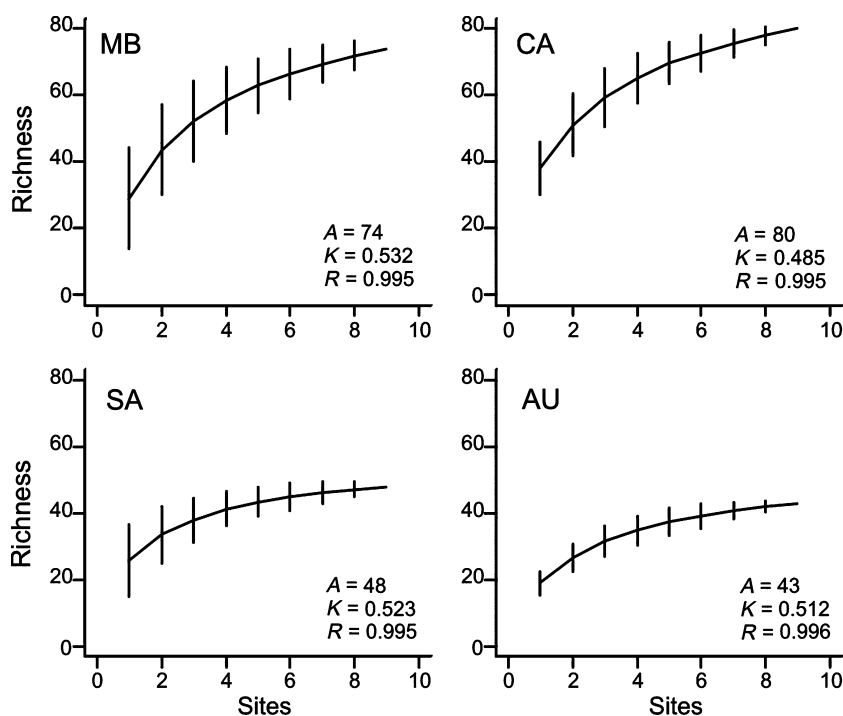 MB
Richness
80
60
40
20
0
A = 74
K = 0.532
R = 0.995
0 2 4 6 8 10
CA
80
60
40
20
0
A = 80
K = 0.485
R = 0.995
0 2 4 6 8 10
SA
Richness
80
60
40
20
0
A = 48
K = 0.523
R = 0.995
0 2 4 6 8 10
Sites
AU
80
60
40
20
0
A = 43
K = 0.512
R = 0.996
0 2 4 6 8 10
Sites